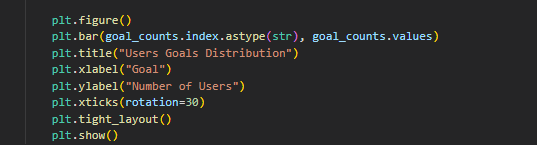 plt.figure()
plt.bar(goal_counts.index.astype(str), goal_counts.values)
plt.title("Users Goals Distribution")
plt.xlabel("Goal")
plt.ylabel("Number of Users")
plt.xticks(rotation=30)
plt.tight_layout()
plt.show()